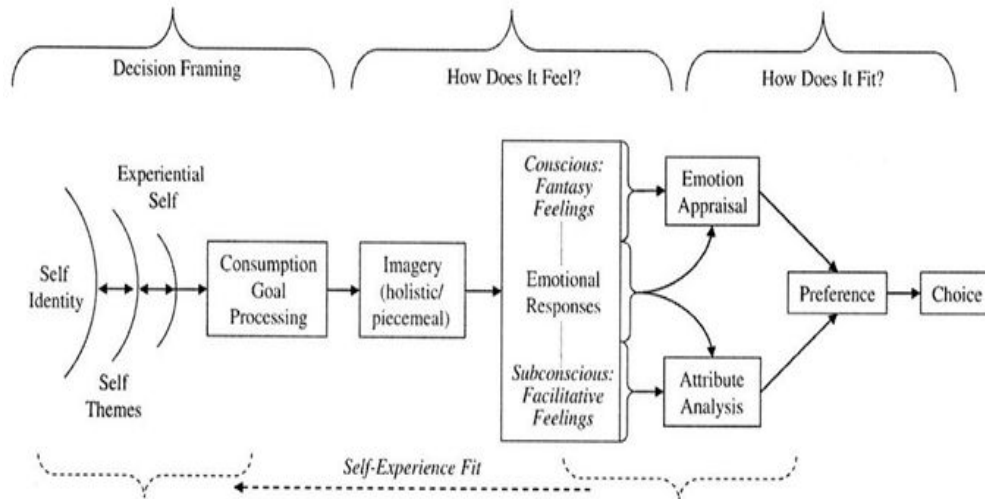 Decision Framing
How Does It Feel?
How Does It Fit?
Experiential
Self
Self
Identity
Self
Themes
Consumption
Goal
Processing
Imagery
(holistic/
piecemeal)
Conscious:
Fantasy
Feelings
Emotional
Responses
Subconscious:
Facilitative
Feelings
Emotion
Appraisal
Attribute
Analysis
Preference
Choice
Self-Experience Fit